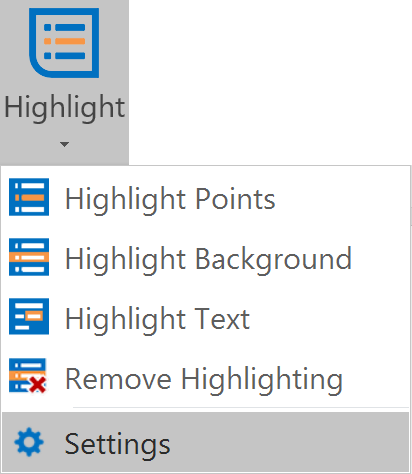 Highlight
Highlight Points
Highlight Background
Highlight Text
Remove Highlighting
Settings